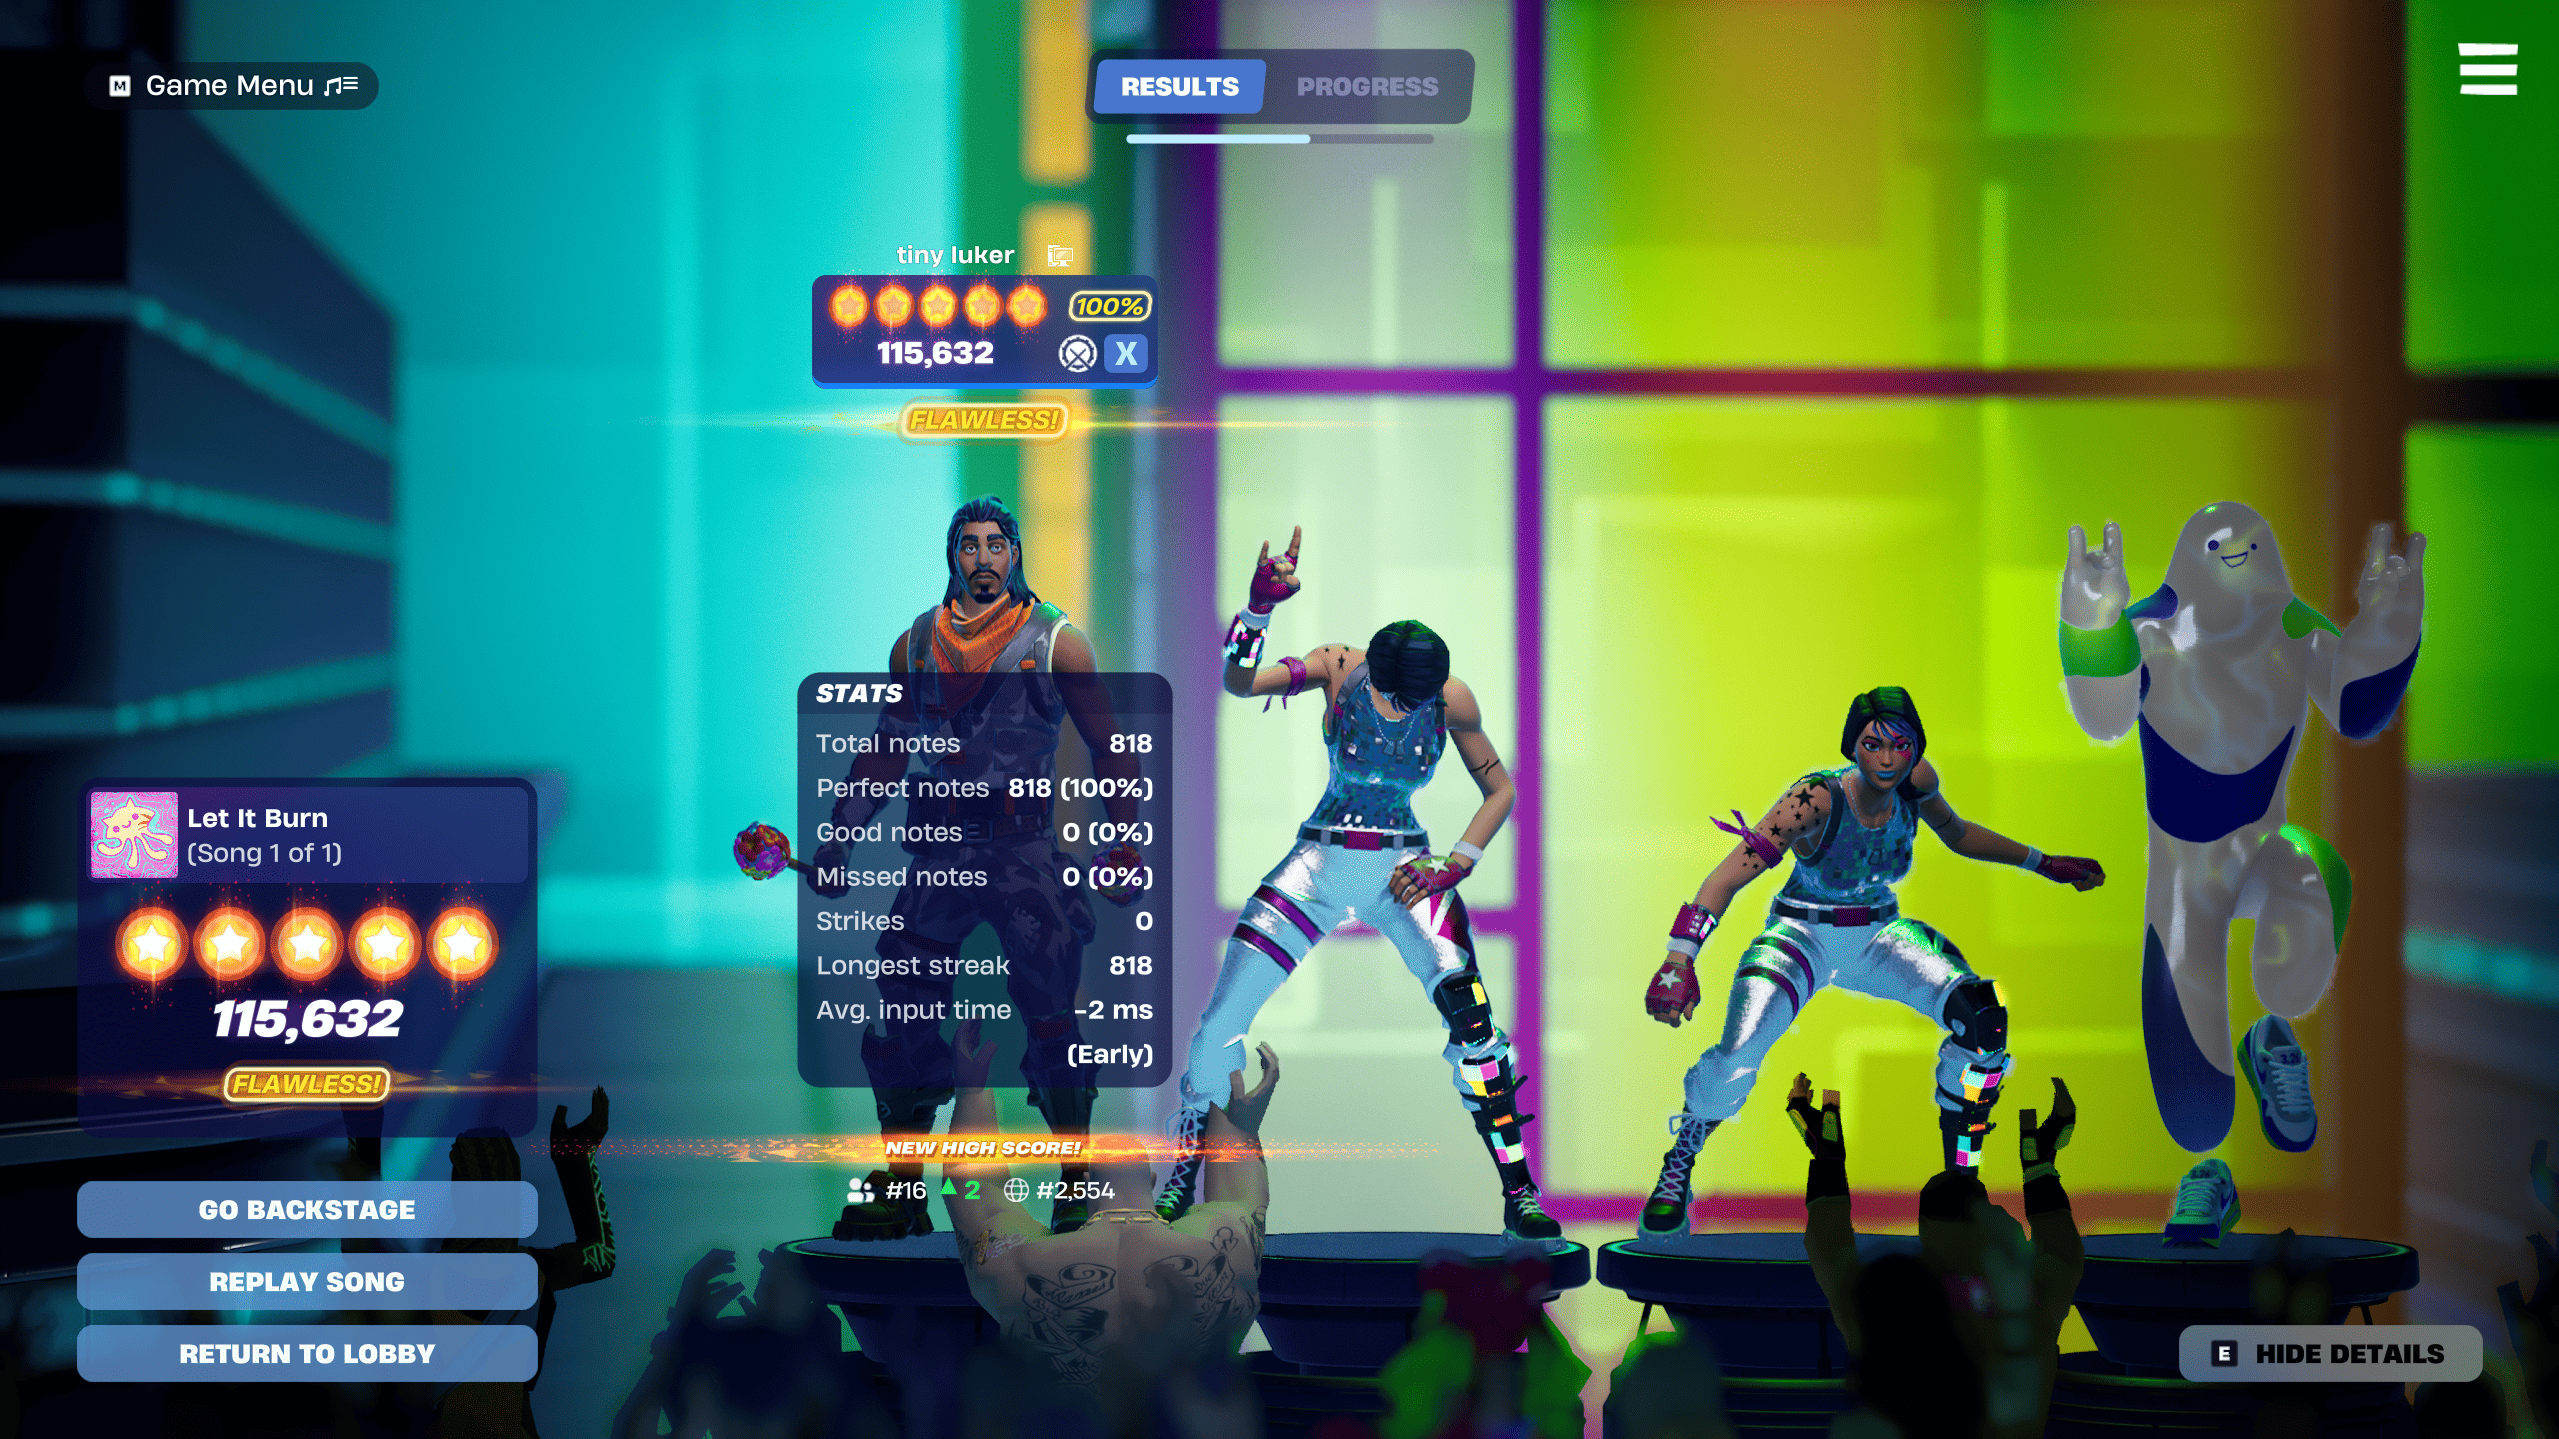 M Game Menu
RESULTS PROGRESS
tiny luker
100%
115,632
X
FLAWLESS!
STATS
Total notes 818
Perfect notes 818 (100%)
Good notes 0 (0%)
Missed notes 0 (0%)
Strikes 0
Longest streak 818
Avg. input time -2 ms
(Early)
NEW HIGH SCORE!
#16 ▲ 2 #2,554
Let It Burn
(Song 1 of 1)
115,632
FLAWLESS!
GO BACKSTAGE
REPLAY SONG
RETURN TO LOBBY
E HIDE DETAILS